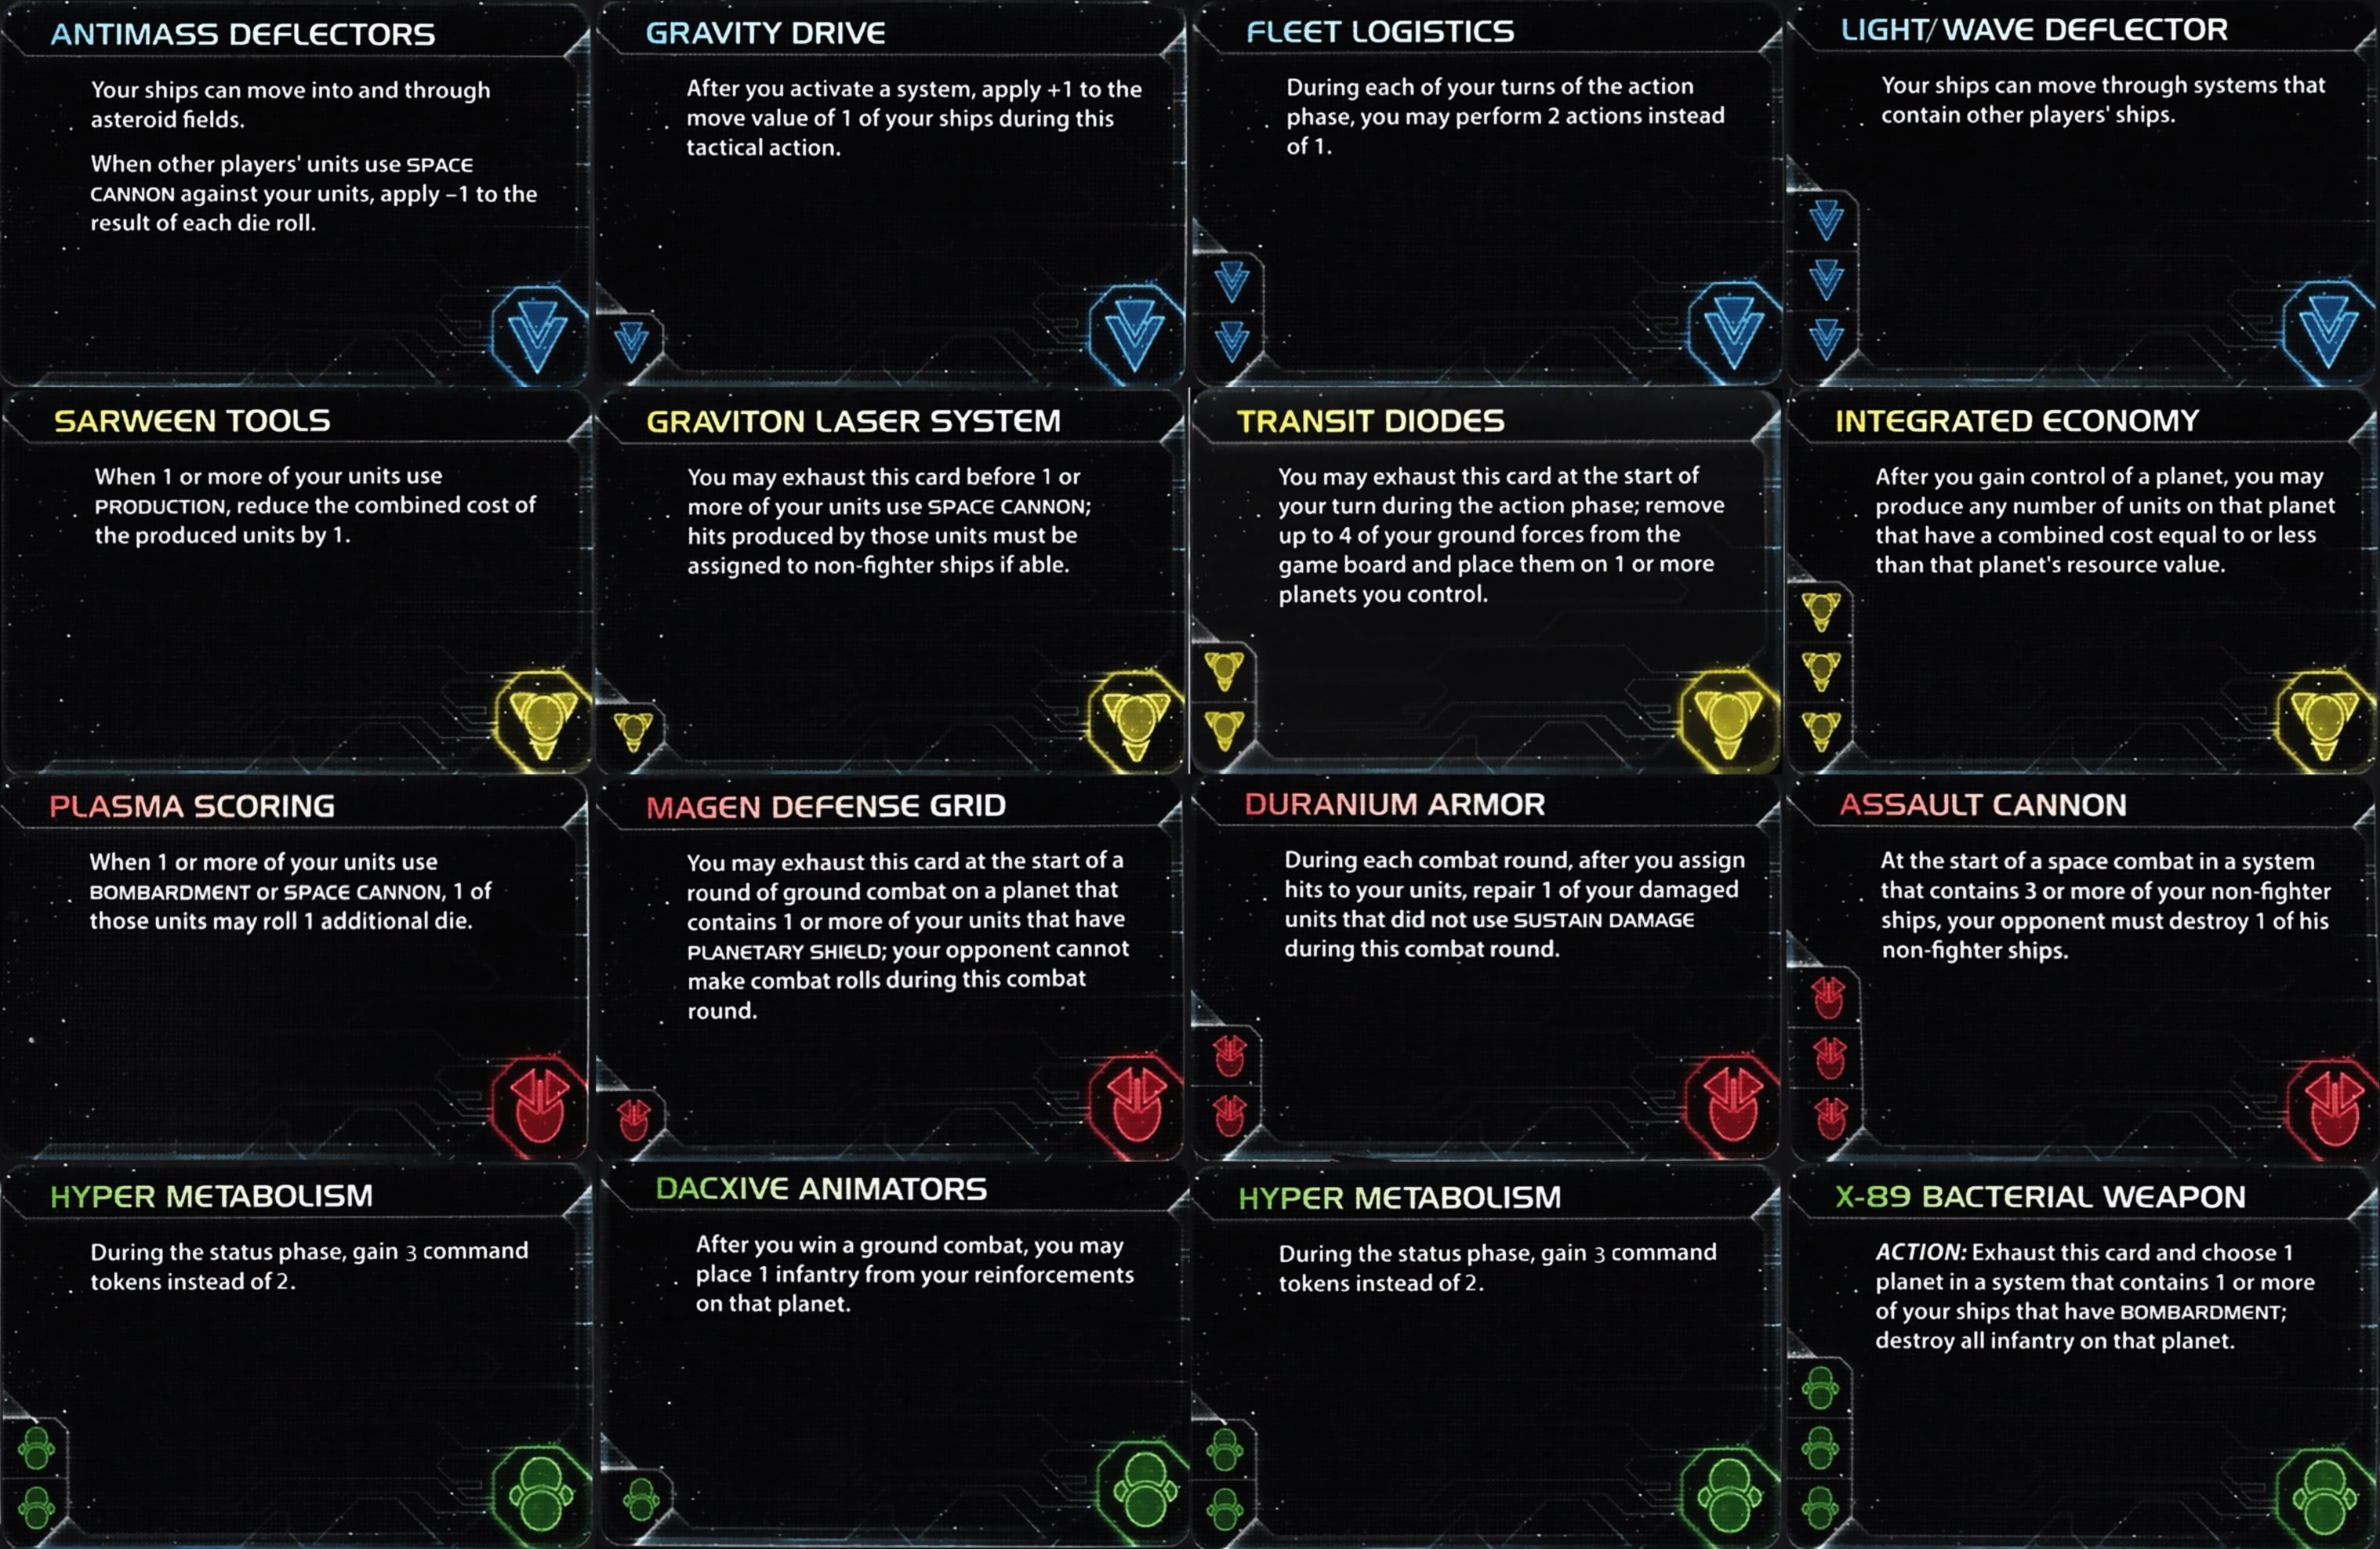 ANTIMASS DEFLECTORS
Your ships can move into and through
asteroid fields.
When other players' units use SPACE
CANNON against your units, apply –1 to the
result of each die roll.
GRAVITY DRIVE
After you activate a system, apply +1 to the
move value of 1 of your ships during this
tactical action.
FLEET LOGISTICS
During each of your turns of the action
phase, you may perform 2 actions instead
of 1.
LIGHT/WAVE DEFLECTOR
Your ships can move through systems that
contain other players' ships.
SARWEEN TOOLS
When 1 or more of your units use
PRODUCTION, reduce the combined cost of
the produced units by 1.
GRAVITON LASER SYSTEM
You may exhaust this card before 1 or
more of your units use SPACE CANNON;
hits produced by those units must be
assigned to non-fighter ships if able.
TRANSIT DIODES
You may exhaust this card at the start of
your turn during the action phase; remove
up to 4 of your ground forces from the
game board and place them on 1 or more
planets you control.
INTEGRATED ECONOMY
After you gain control of a planet, you may
produce any number of units on that planet
that have a combined cost equal to or less
than that planet's resource value.
PLASMA SCORING
When 1 or more of your units use
BOMBARDMENT or SPACE CANNON, 1 of
those units may roll 1 additional die.
MAGEN DEFENSE GRID
You may exhaust this card at the start of a
round of ground combat on a planet that
contains 1 or more of your units that have
PLANETARY SHIELD; your opponent cannot
make combat rolls during this combat
round.
DURANIUM ARMOR
During each combat round, after you assign
hits to your units, repair 1 of your damaged
units that did not use SUSTAIN DAMAGE
during this combat round.
ASSAULT CANNON
At the start of a space combat in a system
that contains 3 or more of your non-fighter
ships, your opponent must destroy 1 of his
non-fighter ships.
HYPER METABOLISM
During the status phase, gain 3 command
tokens instead of 2.
DACXIVE ANIMATORS
After you win a ground combat, you may
place 1 infantry from your reinforcements
on that planet.
HYPER METABOLISM
During the status phase, gain 3 command
tokens instead of 2.
X-89 BACTERIAL WEAPON
ACTION: Exhaust this card and choose 1
planet in a system that contains 1 or more
of your ships that have BOMBARDMENT;
destroy all infantry on that planet.